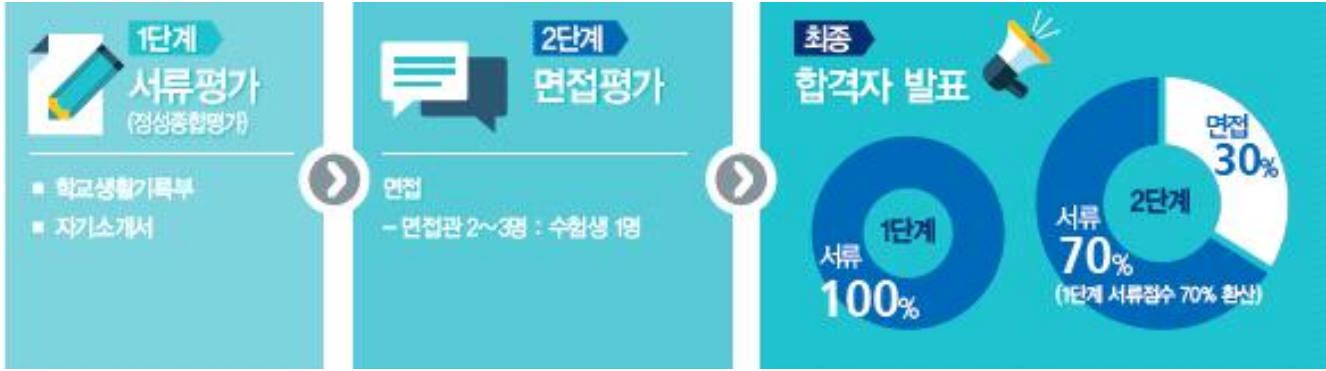 1단계
서류평가
(정성종합평가)
■ 학교생활기록부
■ 자기소개서
2단계
면접평가
면접
- 면접관 2~3명 : 수험생 1명
최종
합격자 발표
1단계
서류
100%
2단계
면접
30%
서류
70%
(1단계 서류점수 70% 환산)